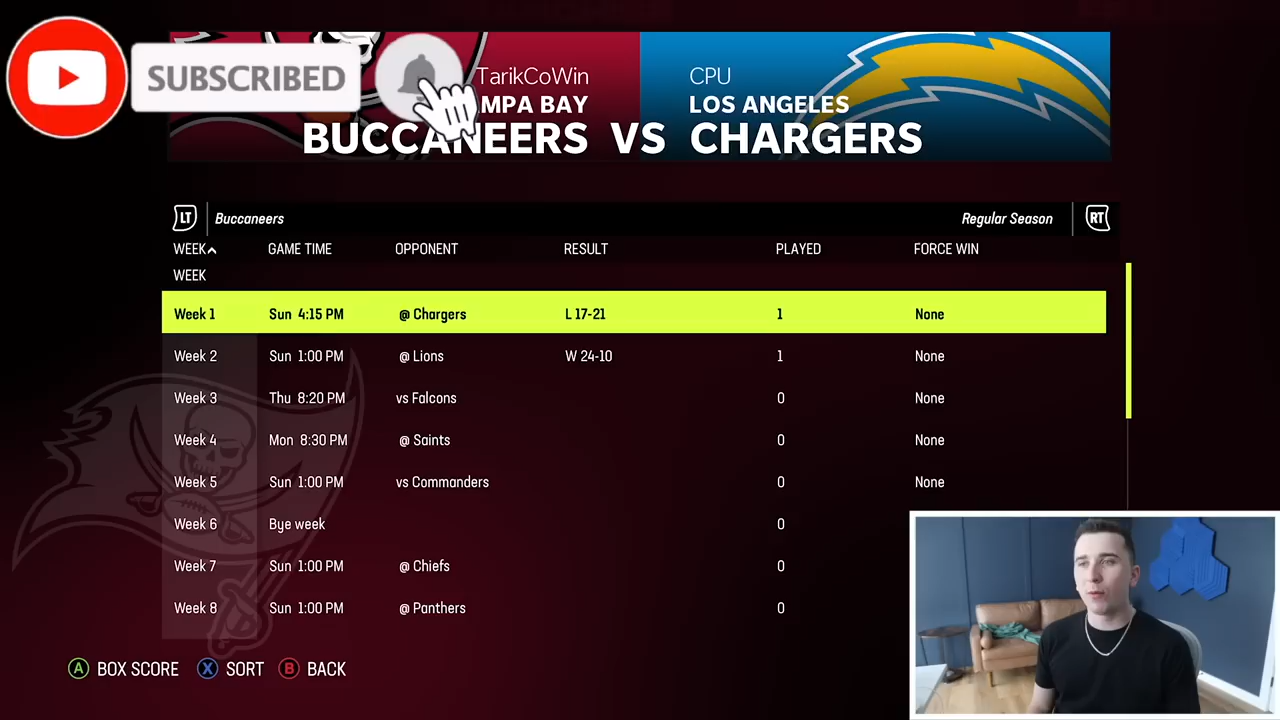 SUBSCRIBED
TarikCoWin
CPU
MPA BAY
LOS ANGELES
BUCCANEERS VS CHARGERS
LT Buccaneers Regular Season RT
WEEK GAME TIME OPPONENT RESULT PLAYED FORCE WIN
WEEK
Week 1 Sun 4:15 PM @ Chargers L 17-21 1 None
Week 2 Sun 1:00 PM @ Lions W 24-10 1 None
Week 3 Thu 8:20 PM vs Falcons 0 None
Week 4 Mon 8:30 PM @ Saints 0 None
Week 5 Sun 1:00 PM vs Commanders 0 None
Week 6 Bye week 0
Week 7 Sun 1:00 PM @ Chiefs 0
Week 8 Sun 1:00 PM @ Panthers 0
A BOX SCORE X SORT B BACK